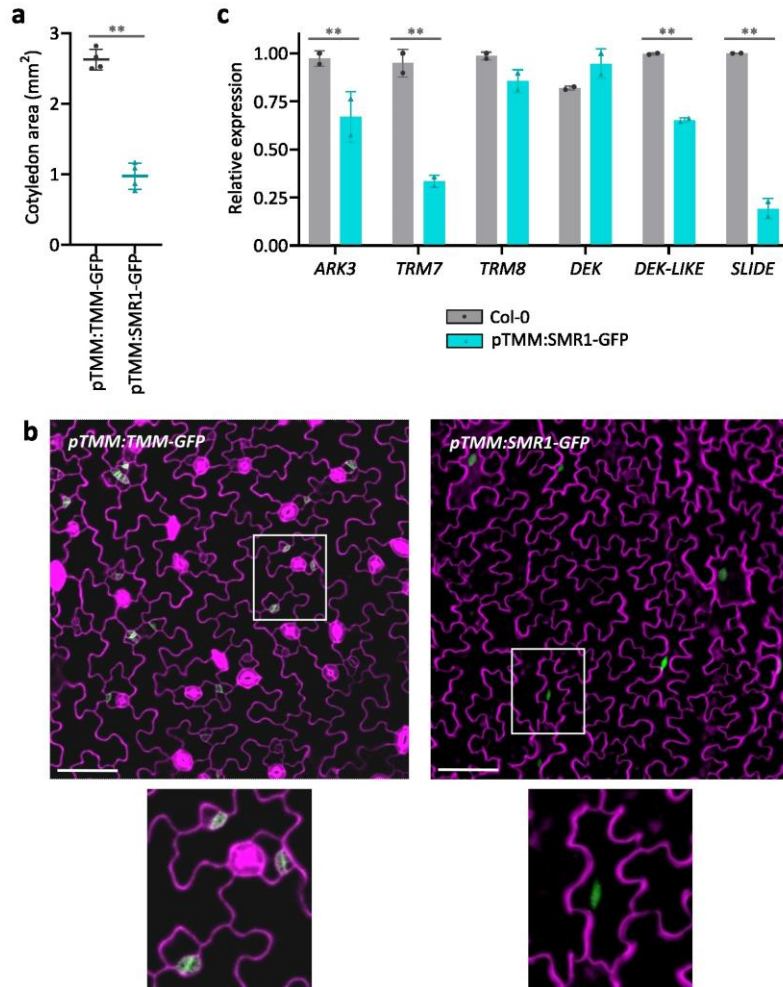 a
**
Cotyledon area (mm²)
3
2
1
0
pTMM:TMM-GFP
pTMM:SMR1-GFP
c
** ** ** **
Relative expression
1.00
0.75
0.50
0.25
0.00
ARK3 TRM7 TRM8 DEK DEK-LIKE SLIDE
Col-0
pTMM:SMR1-GFP
b
pTMM:TMM-GFP
pTMM:SMR1-GFP